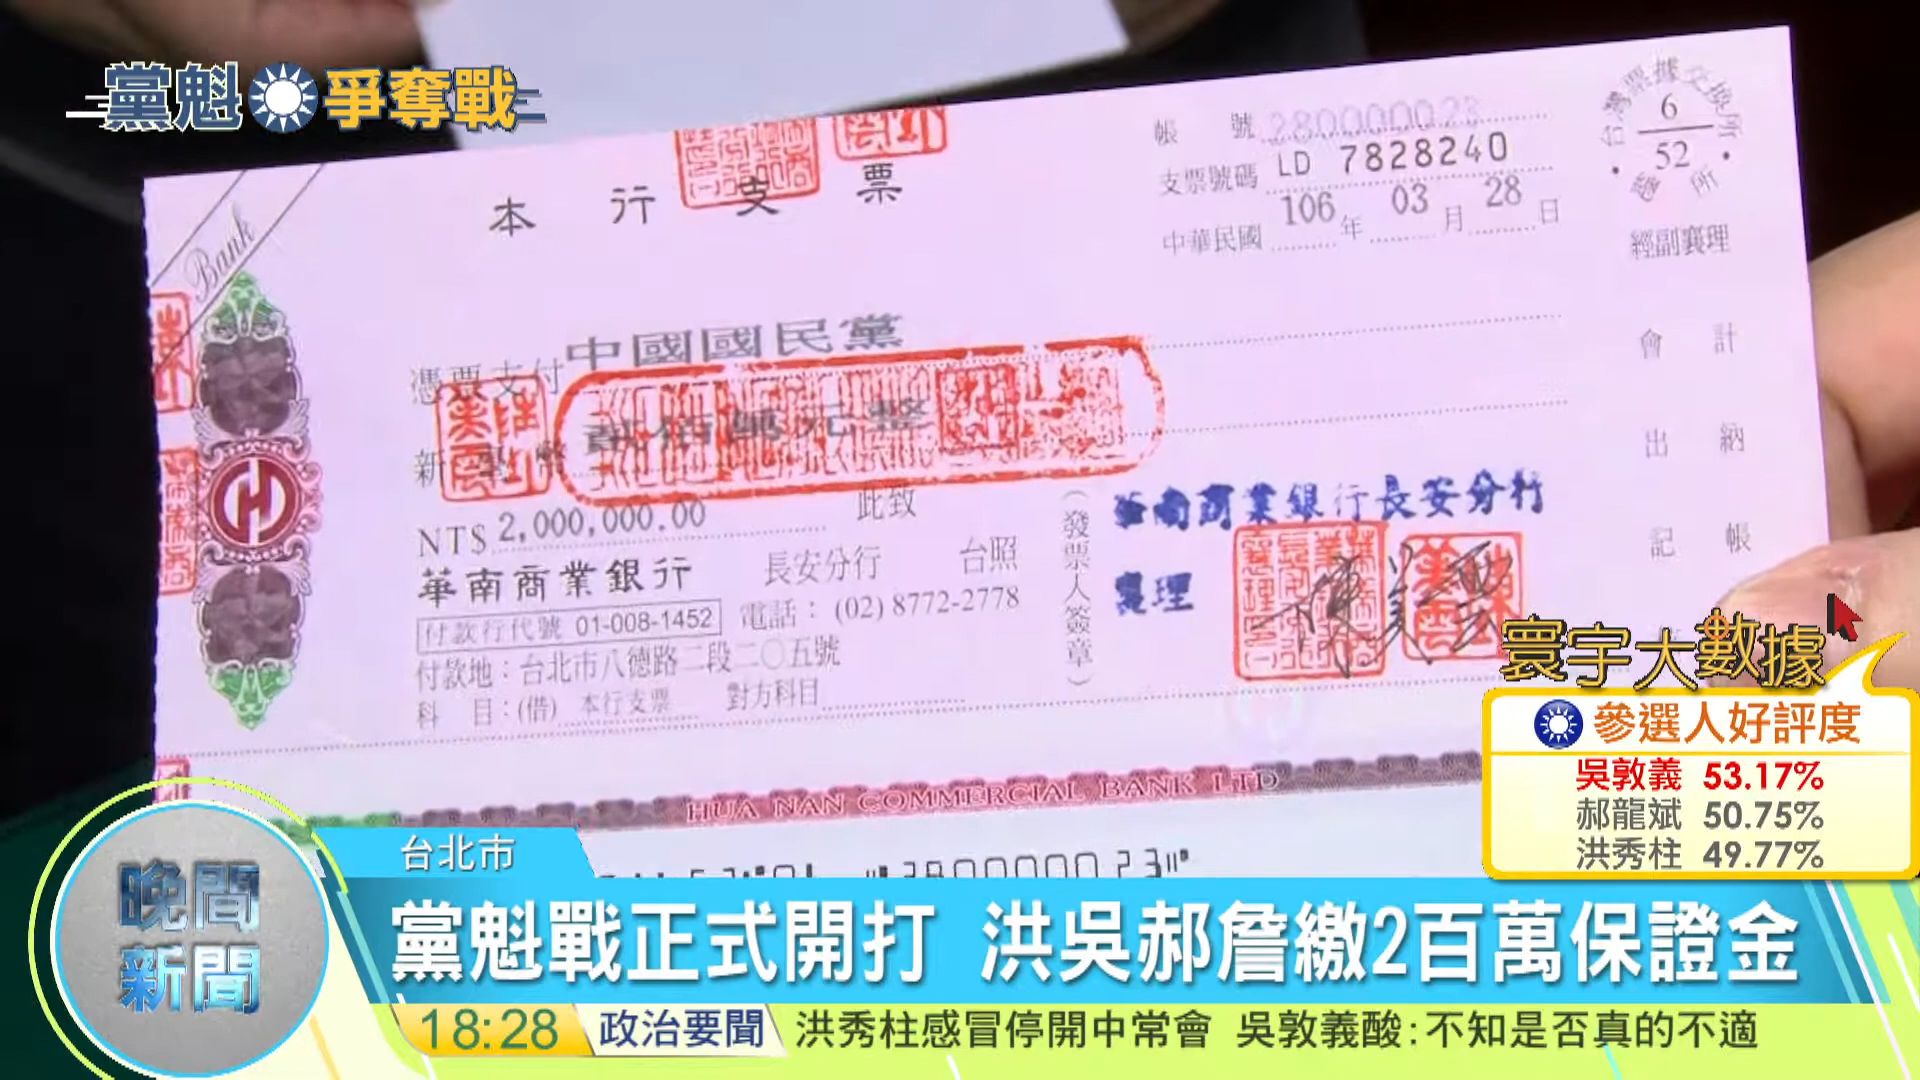 黨魁爭奪戰
本行支票
帳號 280000023
支票號碼 LD 7828240
中華民國 106 年 03 月 28 日
台灣票據交換所
6
52
經副襄理
會計
出納
記帳
Bank
憑票支付 中國國民黨
新
元整
NT$ 2,000,000.00
此致
華南商業銀行 長安分行 台照
付款行代號 01-008-1452 電話：(02) 8772-2778
付款地：台北市八德路二段二〇五號
科目：(借) 本行支票 對方科目
(發票人簽章)
華南商業銀行長安分行
襄理
HUA NAN COMMERCIAL BANK LTD
寰宇大數據
參選人好評度
吳敦義 53.17%
郝龍斌 50.75%
洪秀柱 49.77%
晚間新聞
台北市
黨魁戰正式開打 洪吳郝詹繳2百萬保證金
18:28 政治要聞 洪秀柱感冒停開中常會 吳敦義酸:不知是否真的不適